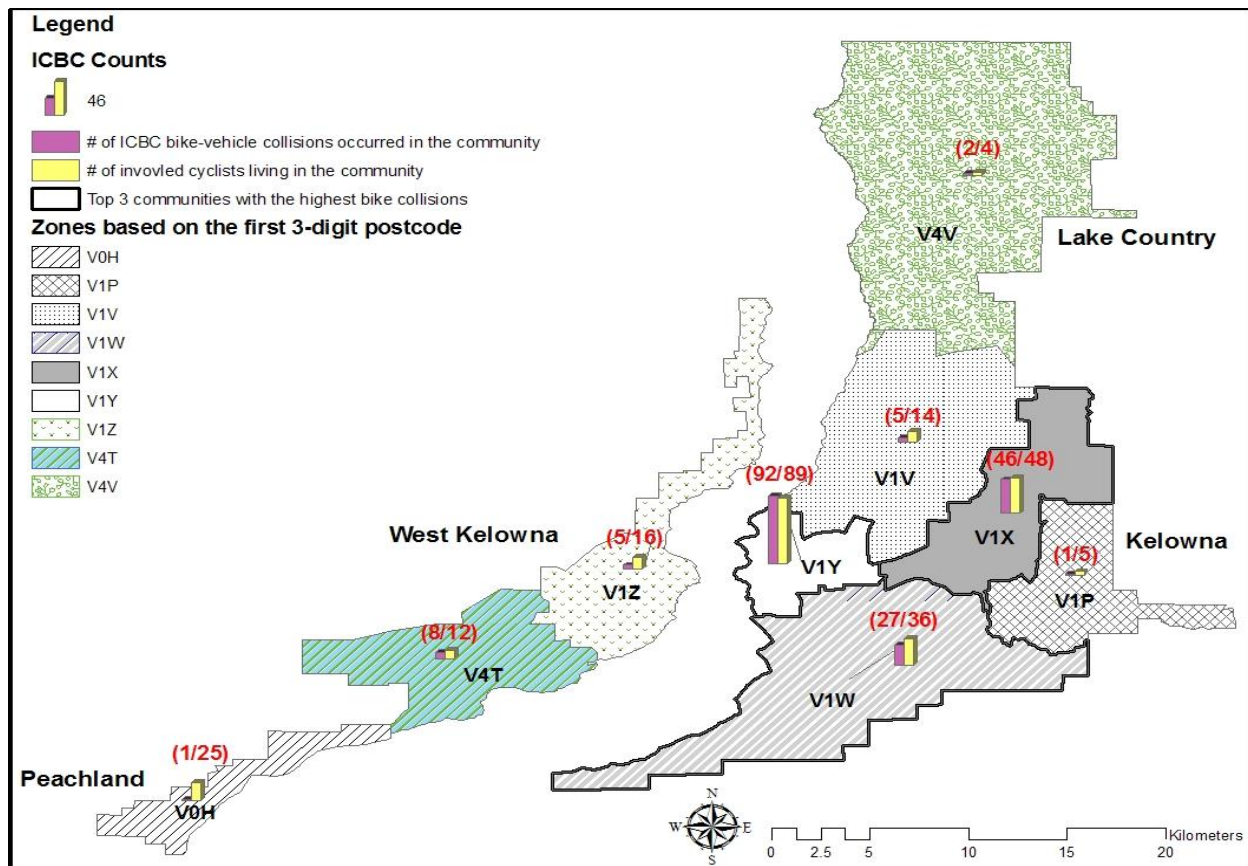 Legend
ICBC Counts
46
# of ICBC bike-vehicle collisions occurred in the community
# of invovled cyclists living in the community
Top 3 communities with the highest bike collisions
Zones based on the first 3-digit postcode
V0H
V1P
V1V
V1W
V1X
V1Y
V1Z
V4T
V4V
(2/4)
V4V
Lake Country
(5/14)
V1V
(46/48)
V1X
(92/89)
V1Y
Kelowna
(1/5)
V1P
West Kelowna
(5/16)
V1Z
(27/36)
V1W
(8/12)
V4T
(1/25)
Peachland
V0H
N
W E
S
Kilometers
0 2.5 5 10 15 20